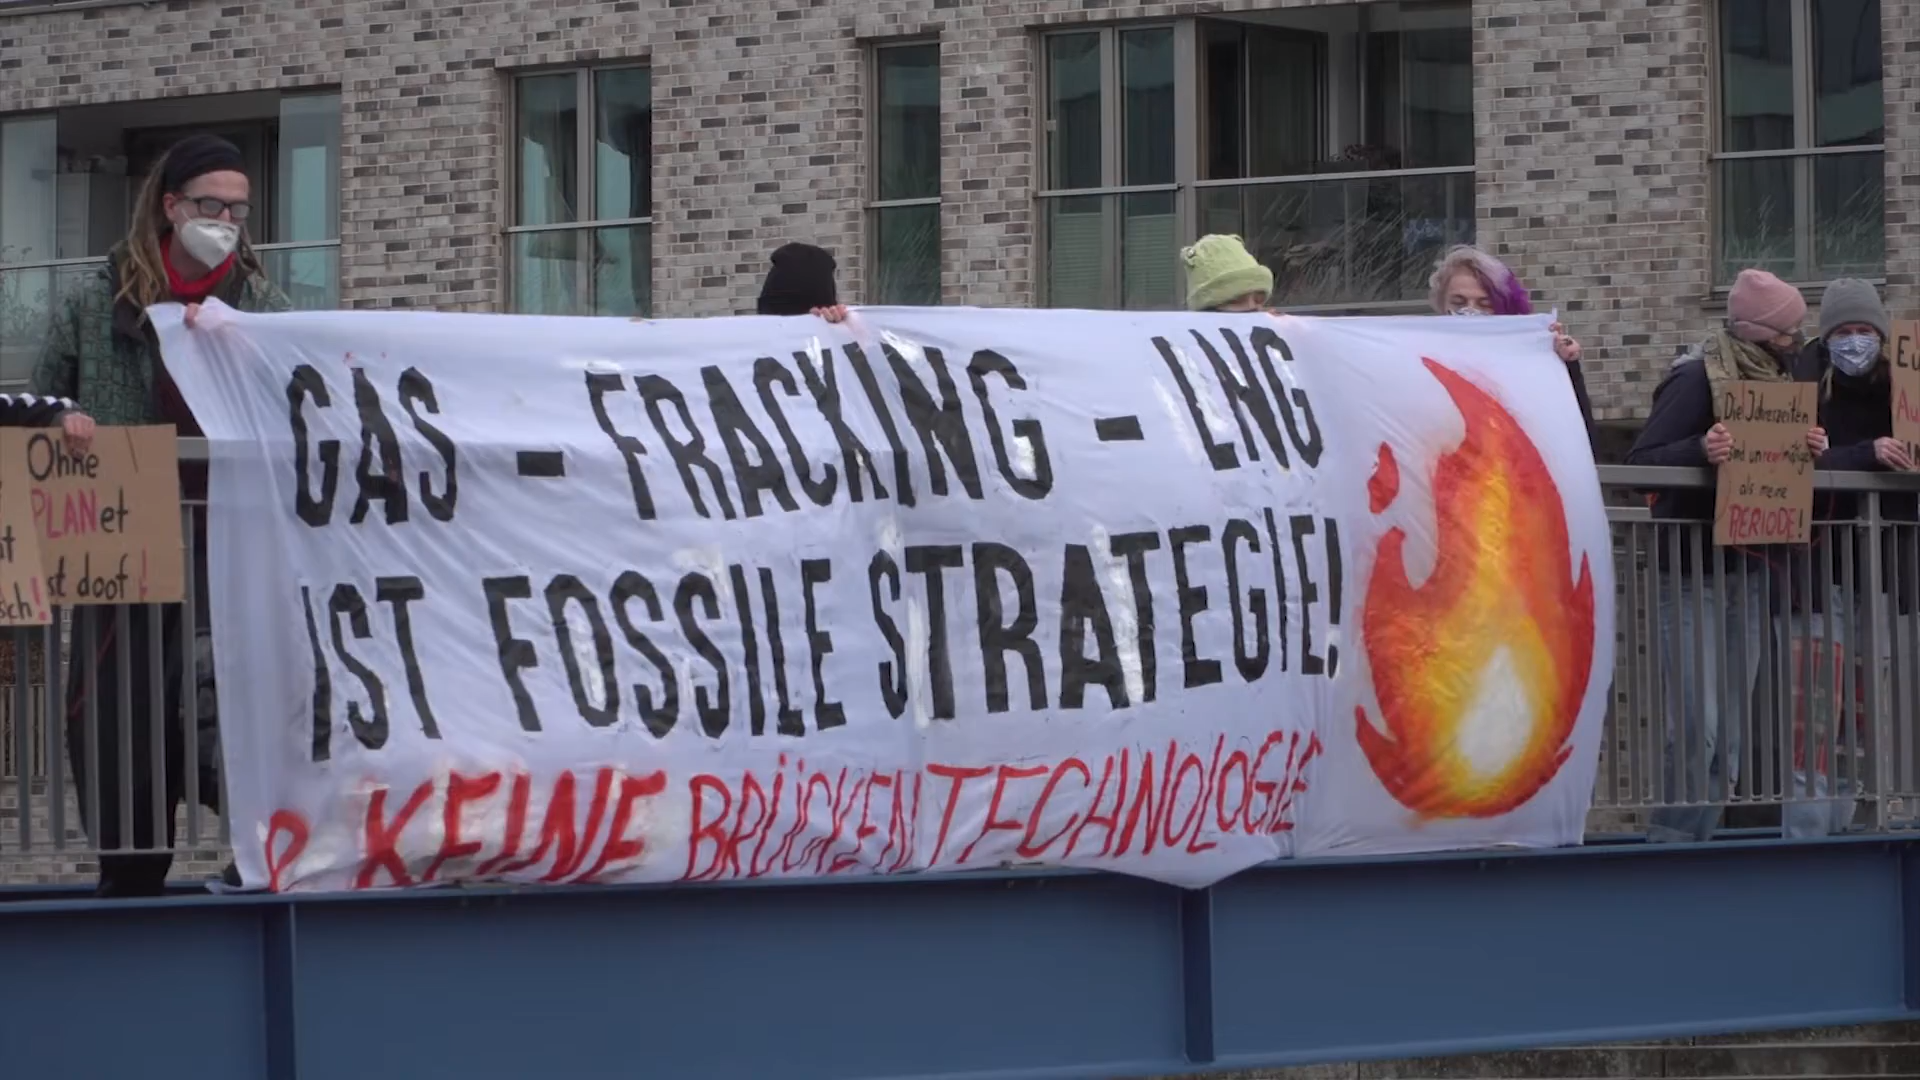 GAS - FRACKING - LNG
IST FOSSILE STRATEGIE!
& KEINE BRÜCKENTECHNOLOGIE
Ohne
PLANet
st doof!
t
sch!
Die Jahreszeiten
sind unregelmäßiger
als meine
PERIODE!